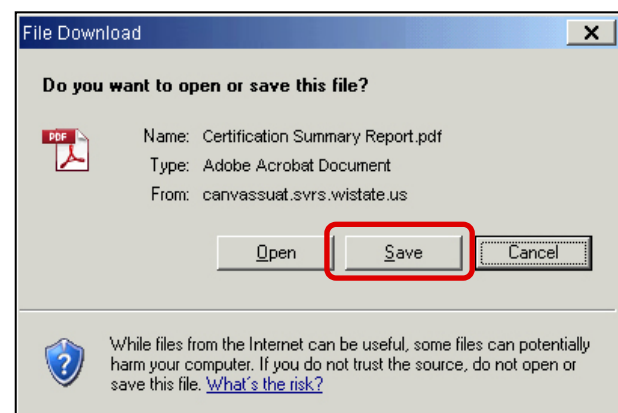 File Download
Do you want to open or save this file?
PDF
Name: Certification Summary Report.pdf
Type: Adobe Acrobat Document
From: canvassuat.svrs.wistate.us
Open Save Cancel
While files from the Internet can be useful, some files can potentially
harm your computer. If you do not trust the source, do not open or
save this file. What's the risk?